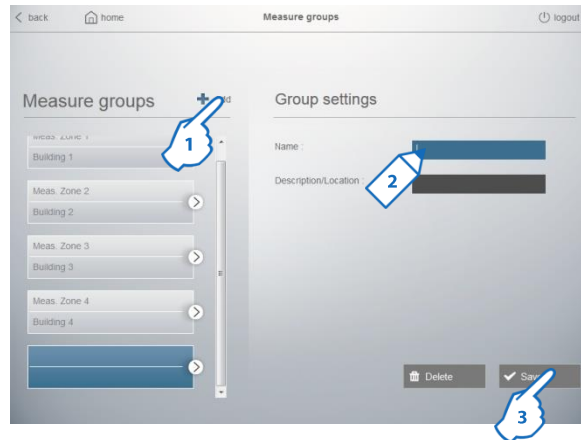 back
home
Measure groups
logout
Measure groups
Group settings
1
Building 1
Meas. Zone 2
Building 2
Meas. Zone 3
Building 3
Meas. Zone 4
Building 4
Name :
2
Description/Location :
Delete
3